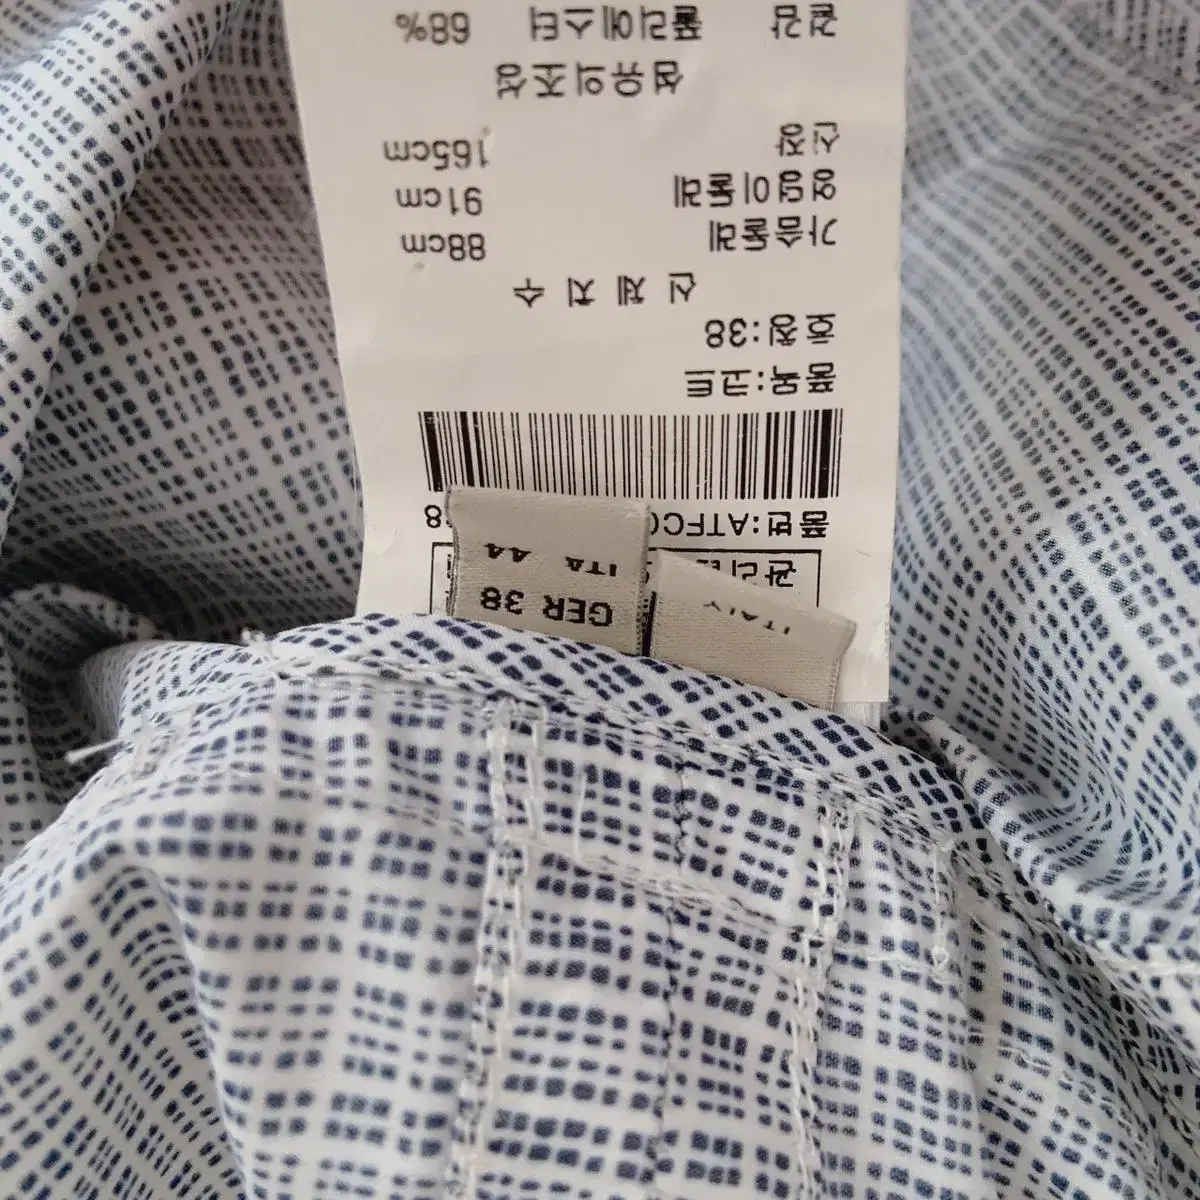 GER 38
ITA 44
품번:ATFC
품목:코트
호칭:38
신 체 치 수
가슴둘레 88cm
엉덩이둘레 91cm
신장 165cm
섬유의조성
겉감 폴리에스터 68%